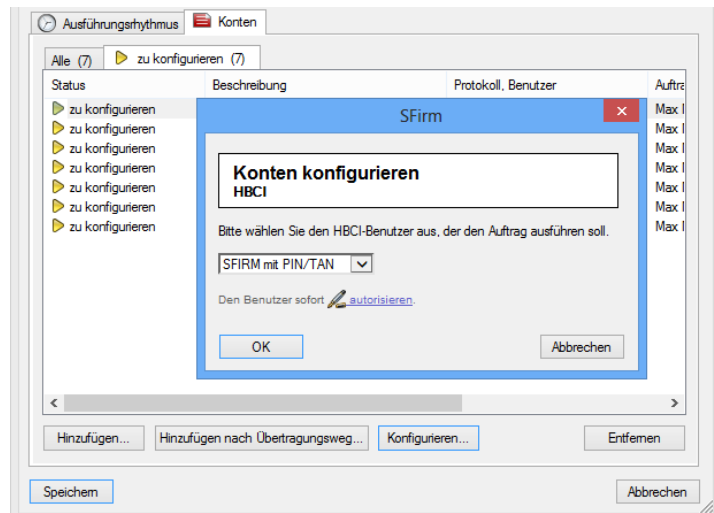 Ausführungsrhythmus Konten
Alle (7) zu konfigurieren (7)
Status Beschreibung Protokoll, Benutzer Auftra
zu konfigurieren Max
zu konfigurieren Max
zu konfigurieren Max
zu konfigurieren Max
zu konfigurieren Max
zu konfigurieren Max
zu konfigurieren Max
SFirm
Konten konfigurieren
HBCI
Bitte wählen Sie den HBCI-Benutzer aus, der den Auftrag ausführen soll.
SFIRM mit PIN/TAN
Den Benutzer sofort autorisieren.
OK Abbrechen
Hinzufügen... Hinzufügen nach Übertragungsweg... Konfigurieren... Entfernen
Speichern Abbrechen